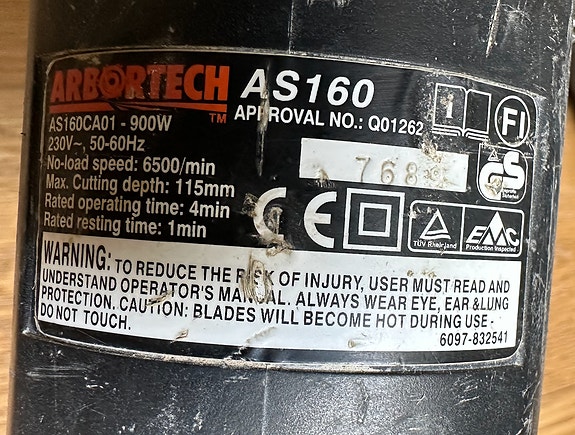 ARBORTECH™ AS160
APPROVAL NO.: Q01262
AS160CA01 - 900W
230V~, 50-60Hz
No-load speed: 6500/min
Max. Cutting depth: 115mm
Rated operating time: 4min
Rated resting time: 1min
i
FI
GS
CE
TÜV Rheinland
EMC
Production Inspected
WARNING: TO REDUCE THE RISK OF INJURY, USER MUST READ AND
UNDERSTAND OPERATOR'S MANUAL. ALWAYS WEAR EYE, EAR &LUNG
PROTECTION. CAUTION: BLADES WILL BECOME HOT DURING USE -
DO NOT TOUCH.
6097-832541